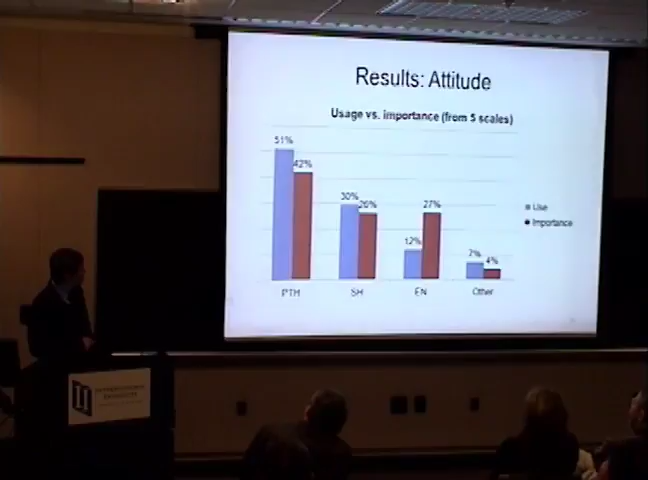 Results: Attitude
Usage vs. importance (from 5 scales)
51%
42%
30%
26%
27%
12%
7%
4%
Use
Importance
PTH
SH
EN
Other